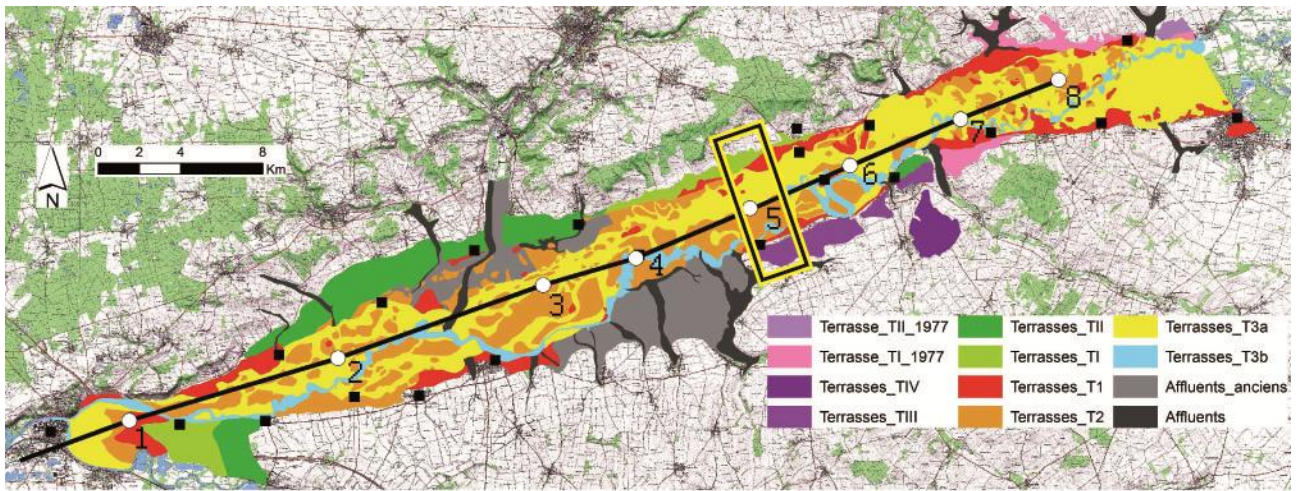 0 2 4 8
Km
N
8
7
6
5
4
3
2
1
Terrasse_TII_1977
Terrasses_TII
Terrasses_T3a
Terrasse_TI_1977
Terrasses_TI
Terrasses_T3b
Terrasses_TIV
Terrasses_T1
Affluents_anciens
Terrasses_TIII
Terrasses_T2
Affluents